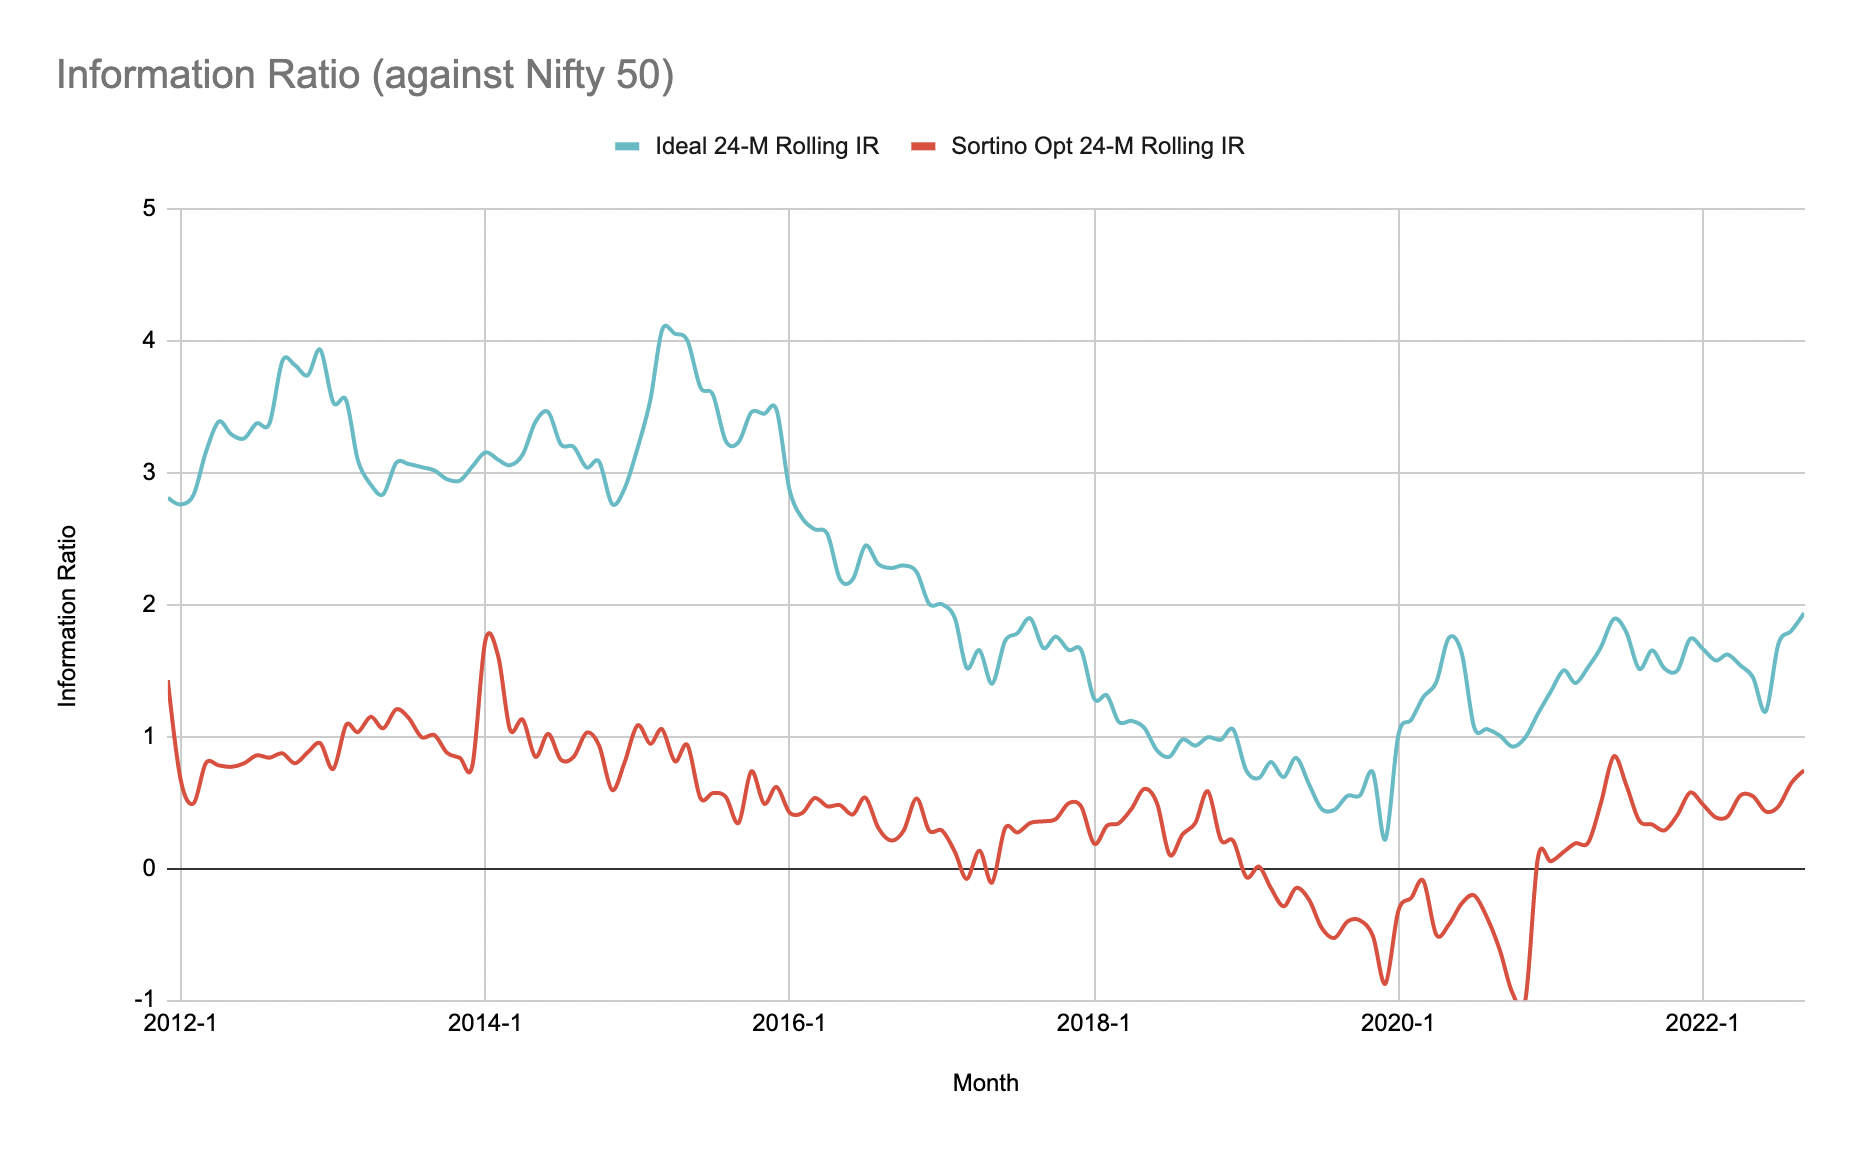 Information Ratio (against Nifty 50)
Ideal 24-M Rolling IR
Sortino Opt 24-M Rolling IR
5
4
3
2
1
0
-1
Information Ratio
2012-1
2014-1
2016-1
2018-1
2020-1
2022-1
Month